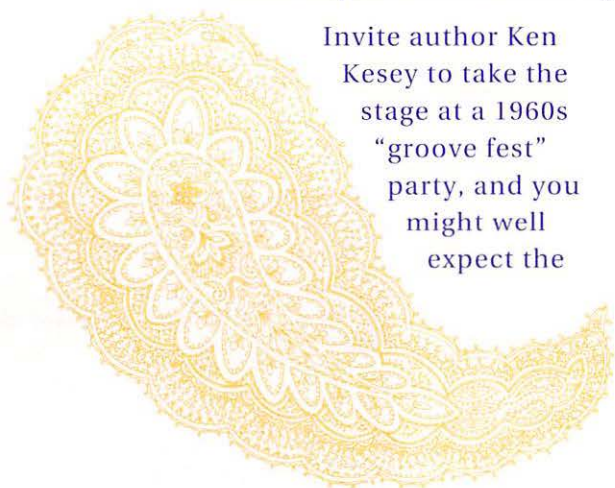 Invite author Ken
Kesey to take the
stage at a 1960s
“groove fest”
party, and you
might well
expect the